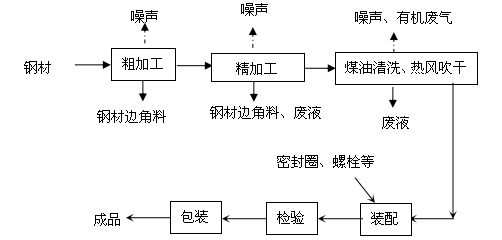 噪声
噪声
噪声、有机废气
钢材
粗加工
精加工
煤油清洗、热风吹干
钢材边角料
钢材边角料、废液
废液
密封圈、螺栓等
成品
包装
检验
装配